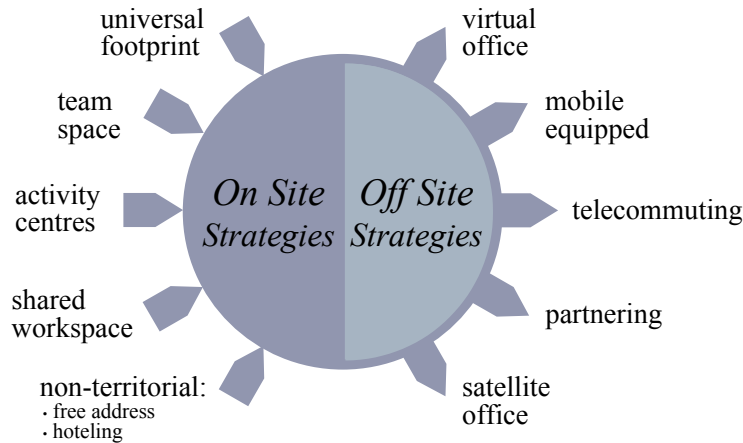 universal
footprint
team
space
activity
centres
shared
workspace
non-territorial:
· free address
· hoteling
On Site
Strategies
Off Site
Strategies
virtual
office
mobile
equipped
telecommuting
partnering
satellite
office